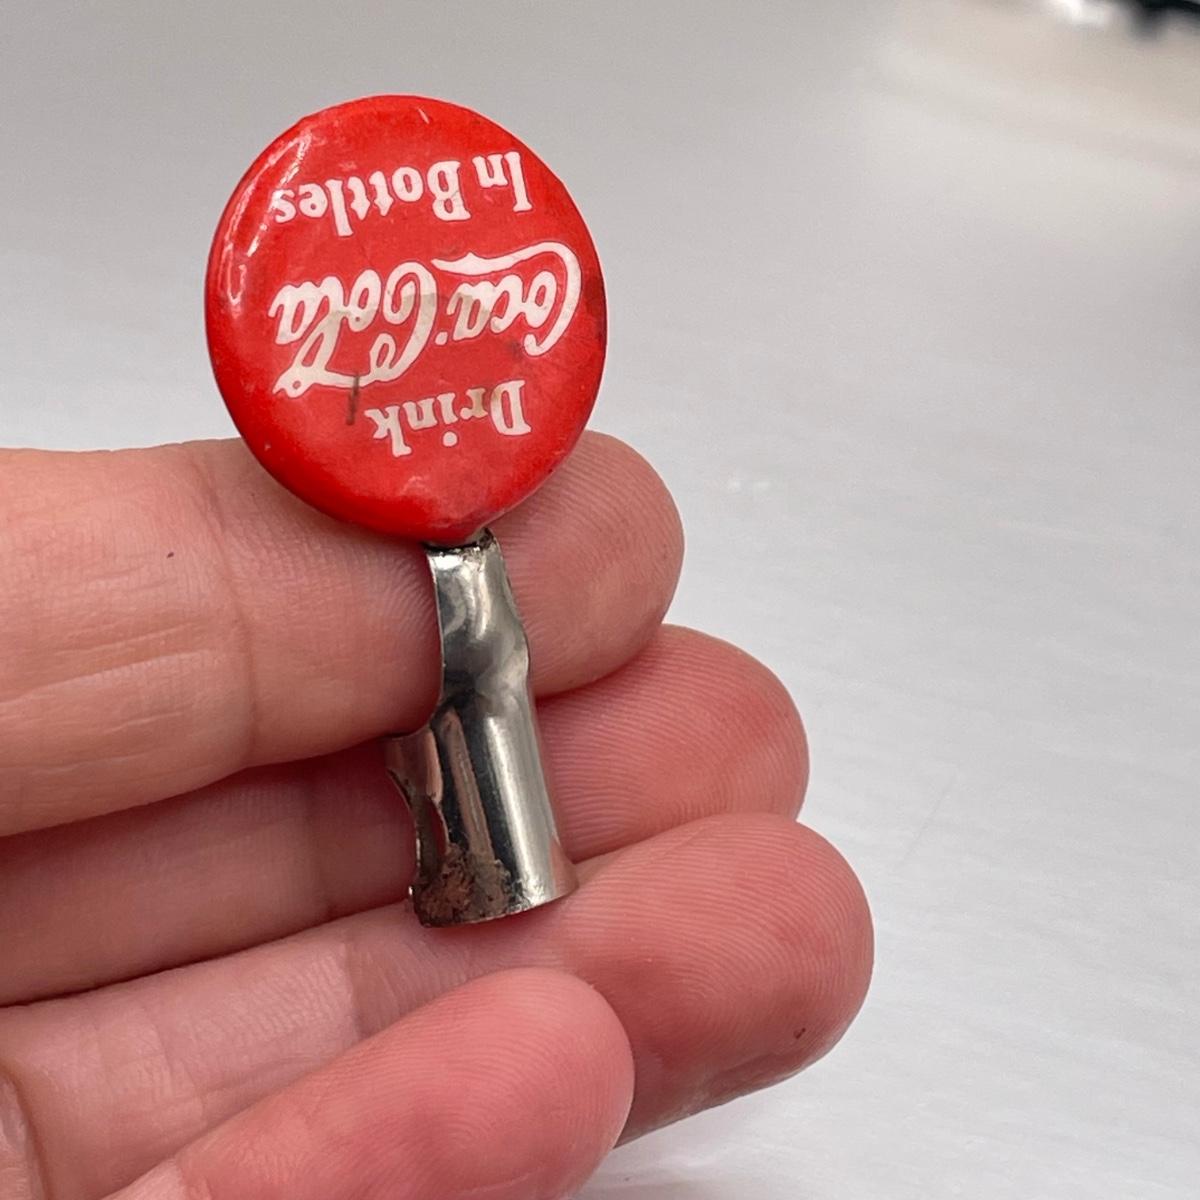 Drink
Coca-Cola
In Bottles